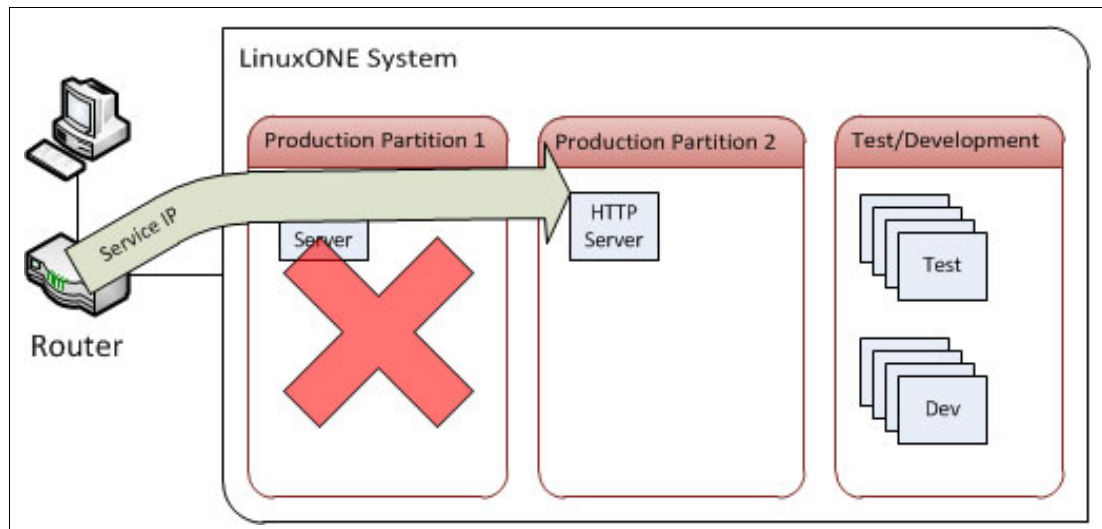 LinuxONE System
Production Partition 1
Production Partition 2
Test/Development
Service IP
Server
HTTP
Server
Test
Dev
Router